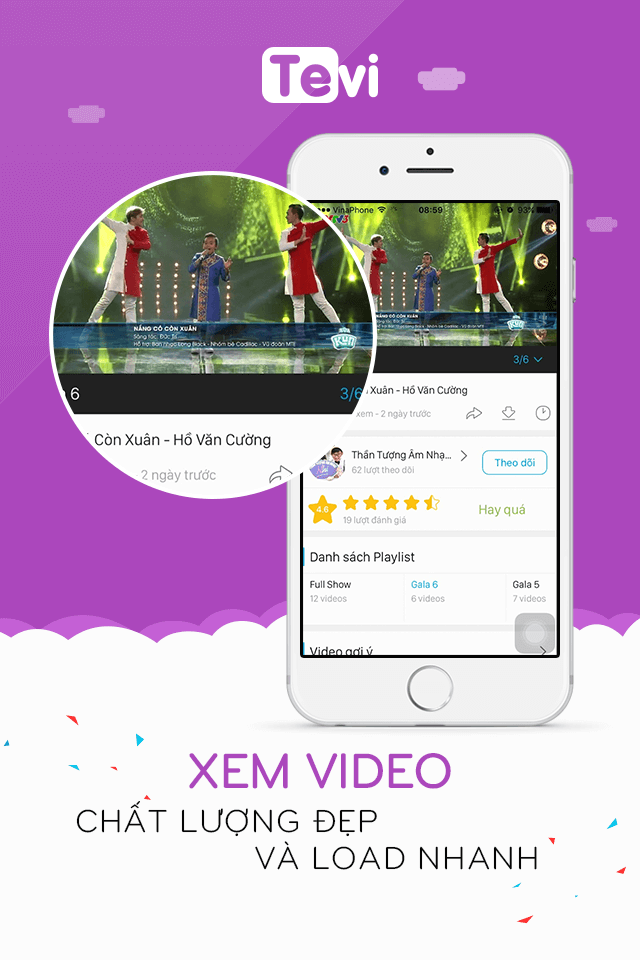 Tevi
VinaPhone 08:59 93%
NẮNG CÓ CÒN XUÂN
Sáng tác: Đức Trí
Hỗ trợ: Ban nhạc Long Black - Nhóm bè Cadillac - Vũ đoàn MTE
KUN
6
3/6
Còn Xuân - Hồ Văn Cường
2 ngày trước
3/6
Xuân - Hồ Văn Cường
xem - 2 ngày trước
Thần Tượng Âm Nhạ...
62 lượt theo dõi
Theo dõi
4.6
19 lượt đánh giá
Hay quá
Danh sách Playlist
Full Show
12 videos
Gala 6
6 videos
Gala 5
7 videos
Video gợi ý
XEM VIDEO
CHẤT LƯỢNG ĐẸP
VÀ LOAD NHANH